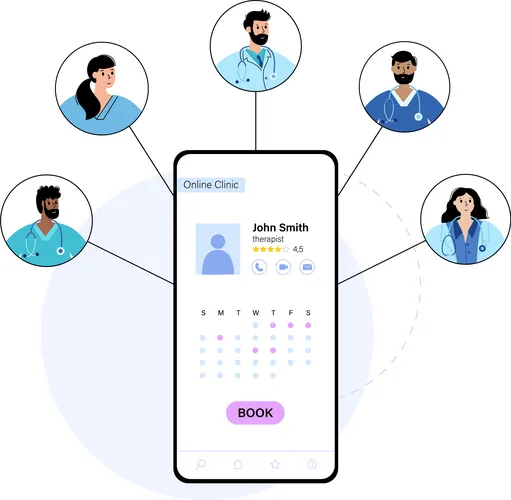 Online Clinic
John Smith
therapist
4,5
S M T W T F S
BOOK